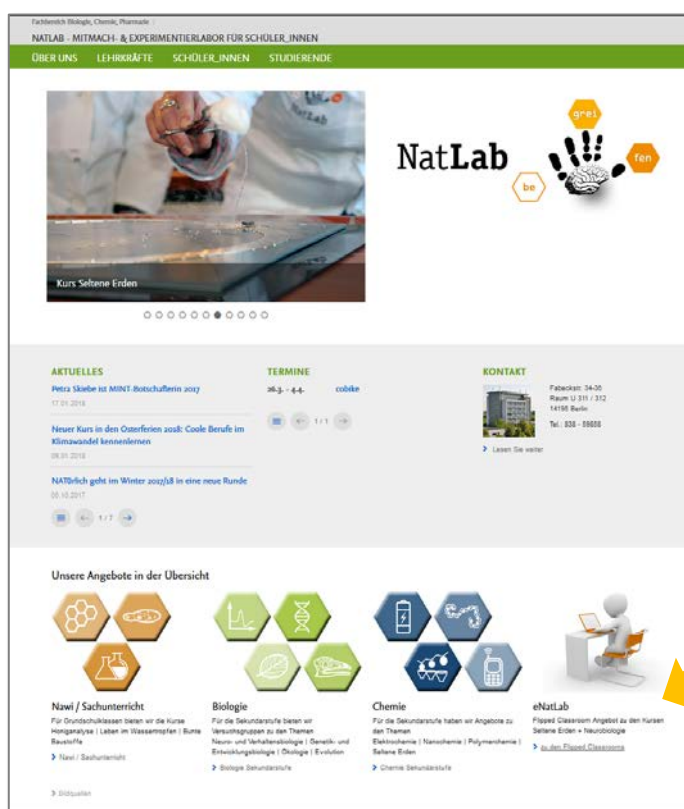 Fachbereich Biologie, Chemie, Pharmazie
NATLAB - MITMACH- & EXPERIMENTIERLABOR FÜR SCHÜLER_INNEN
ÜBER UNS LEHRKRÄFTE SCHÜLER_INNEN STUDIERENDE
Kurs Seltene Erden
NatLab
grei
fen
be
AKTUELLES
Petra Skiebe ist MINT-Botschafterin 2017
17.01.2018
Neuer Kurs in den Osterferien 2018: Coole Berufe im
Klimawandel kennenlernen
09.01.2018
NATürlich geht im Winter 2017/18 in eine neue Runde
05.10.2017
1 / 7
TERMINE
26.3. - 4.4. cobike
1 / 1
KONTAKT
Fabeckstr. 34-36
Raum U 311 / 312
14195 Berlin
Tel.: 838 - 59888
Lesen Sie weiter
Unsere Angebote in der Übersicht
Nawi / Sachunterricht
Für Grundschulklassen bieten wir die Kurse
Honiganalyse | Leben im Wassertropfen | Bunte
Baustoffe
Nawi / Sachunterricht
Biologie
Für die Sekundarstufe bieten wir
Versuchsgruppen zu den Themen
Neuro- und Verhaltensbiologie | Genetik- und
Entwicklungsbiologie | Ökologie | Evolution
Biologie Sekundarstufe
Chemie
Für die Sekundarstufe haben wir Angebote zu
den Themen
Elektrochemie | Nanochemie | Polymerchemie |
Seltene Erden
Chemie Sekundarstufe
eNatLab
Flipped Classroom Angebot zu den Kursen
Seltene Erden + Neurobiologie
zu den Flipped Classrooms
Bildquellen